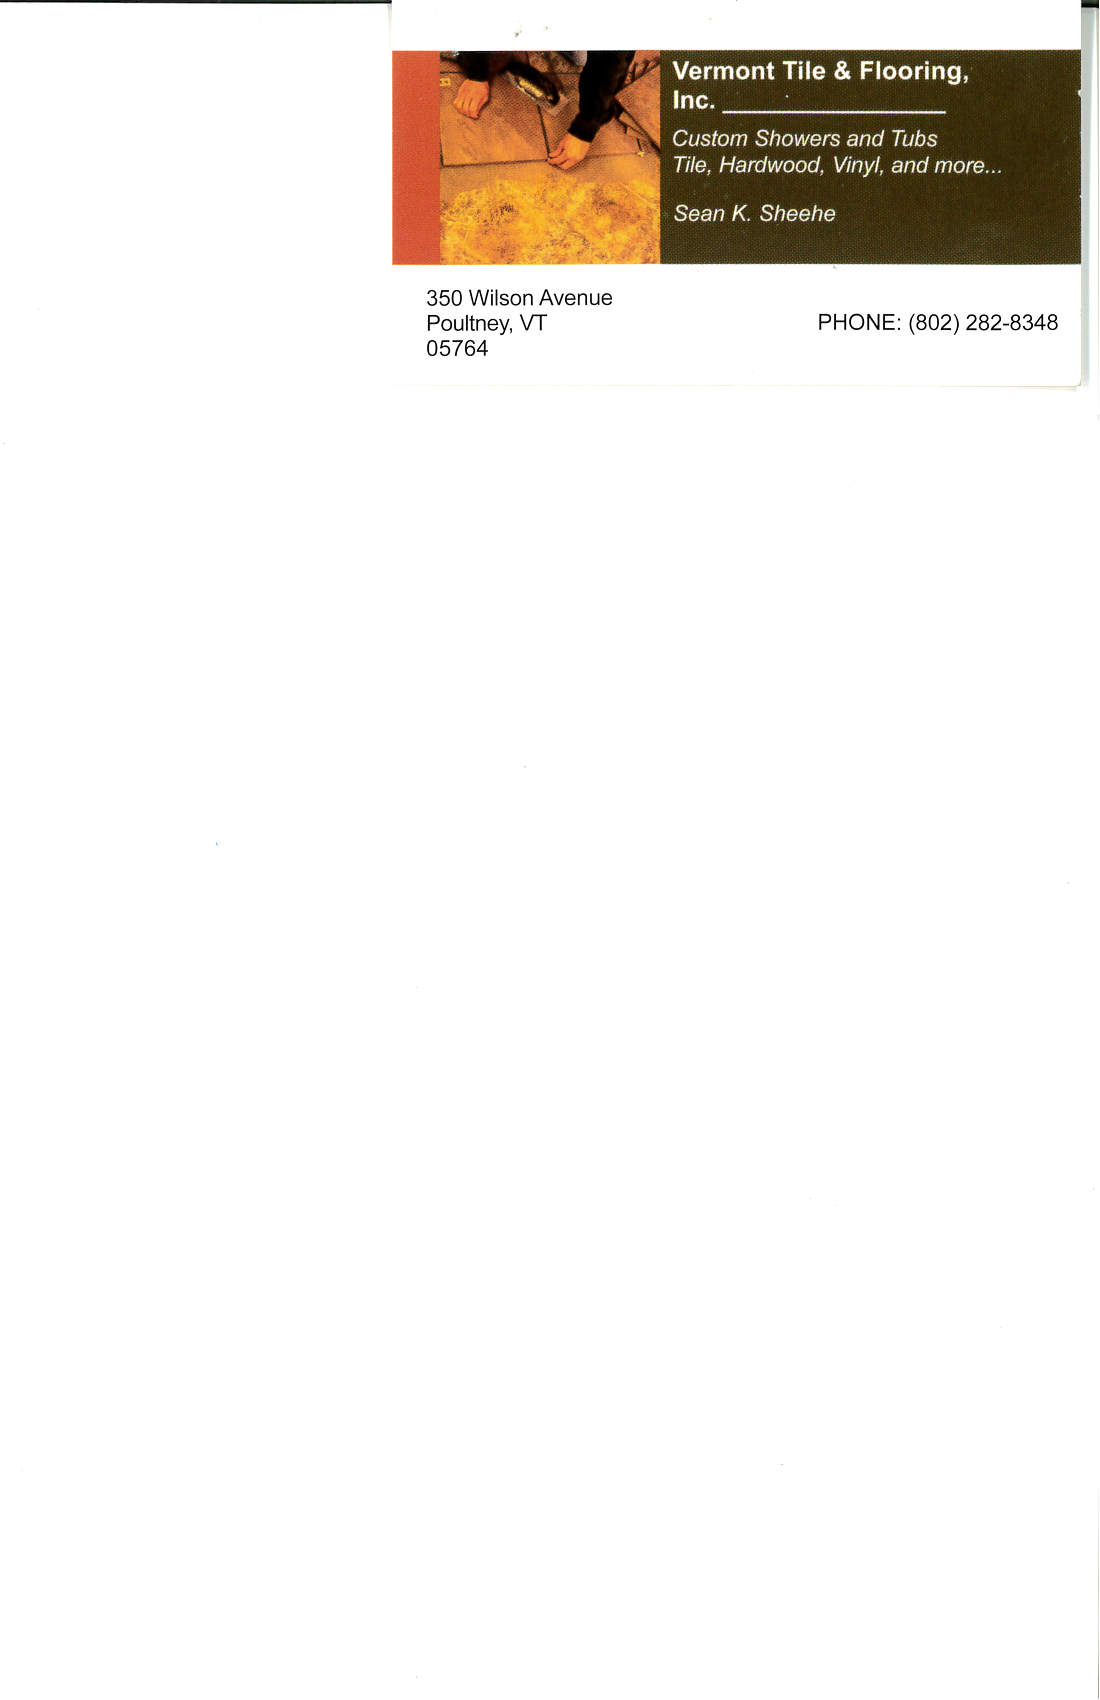 Vermont Tile & Flooring,
Inc.
Custom Showers and Tubs
Tile, Hardwood, Vinyl, and more...
Sean K. Sheehe
350 Wilson Avenue
Poultney, VT
05764
PHONE: (802) 282-8348